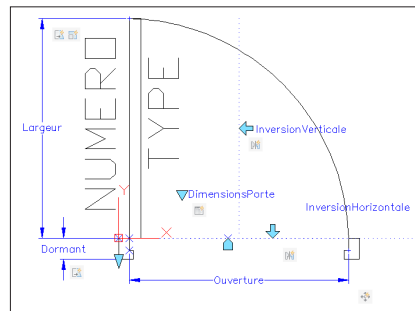 NUMERO
TYPE
Largeur
InversionVerticale
DimensionsPorte
Y
InversionHorizontale
X
Dormant
Ouverture